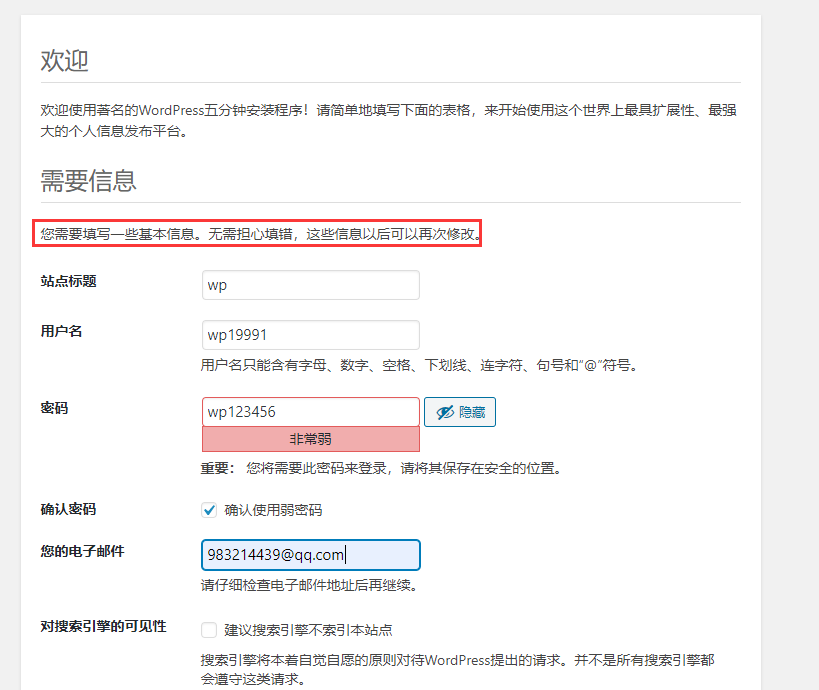 欢迎
欢迎使用著名的WordPress五分钟安装程序！请简单地填写下面的表格，来开始使用这个世界上最具扩展性、最强
大的个人信息发布平台。
需要信息
您需要填写一些基本信息。无需担心填错，这些信息以后可以再次修改。
站点标题
wp
用户名
wp19991
用户名只能含有字母、数字、空格、下划线、连字符、句号和“@”符号。
密码
wp123456
隐藏
非常弱
重要： 您将需要此密码来登录，请将其保存在安全的位置。
确认密码
确认使用弱密码
您的电子邮件
983214439@qq.com
请仔细检查电子邮件地址后再继续。
对搜索引擎的可见性
建议搜索引擎不索引本站点
搜索引擎将本着自觉自愿的原则对待WordPress提出的请求。并不是所有搜索引擎都
会遵守这类请求。